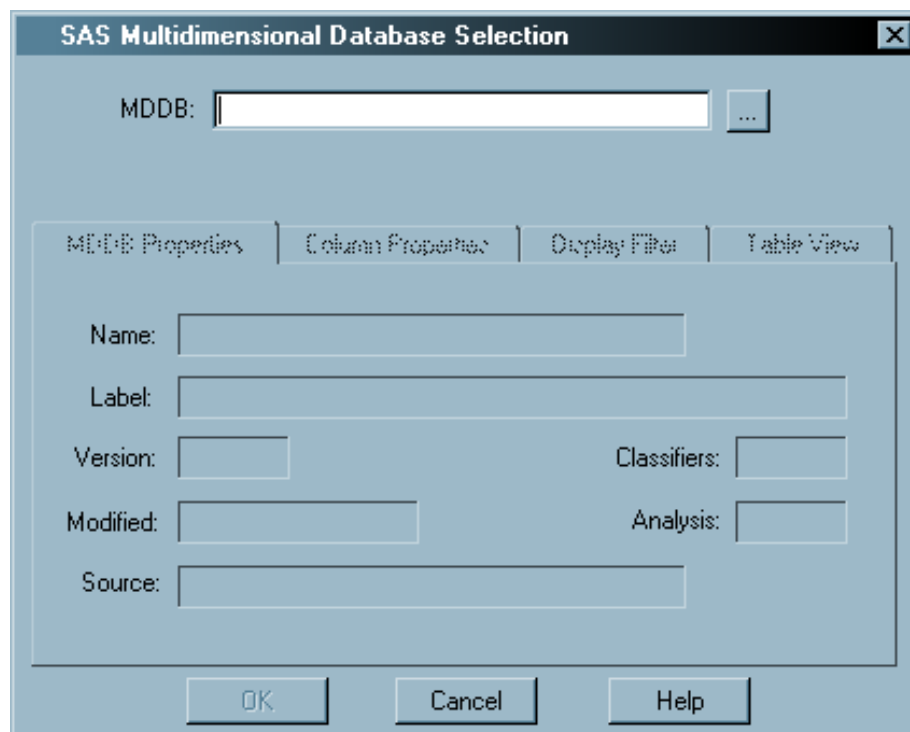 SAS Multidimensional Database Selection
MDDB:
...
MDDB Properties Column Properties Display Filter Table View
Name:
Label:
Version: Classifiers:
Modified: Analysis:
Source:
OK Cancel Help